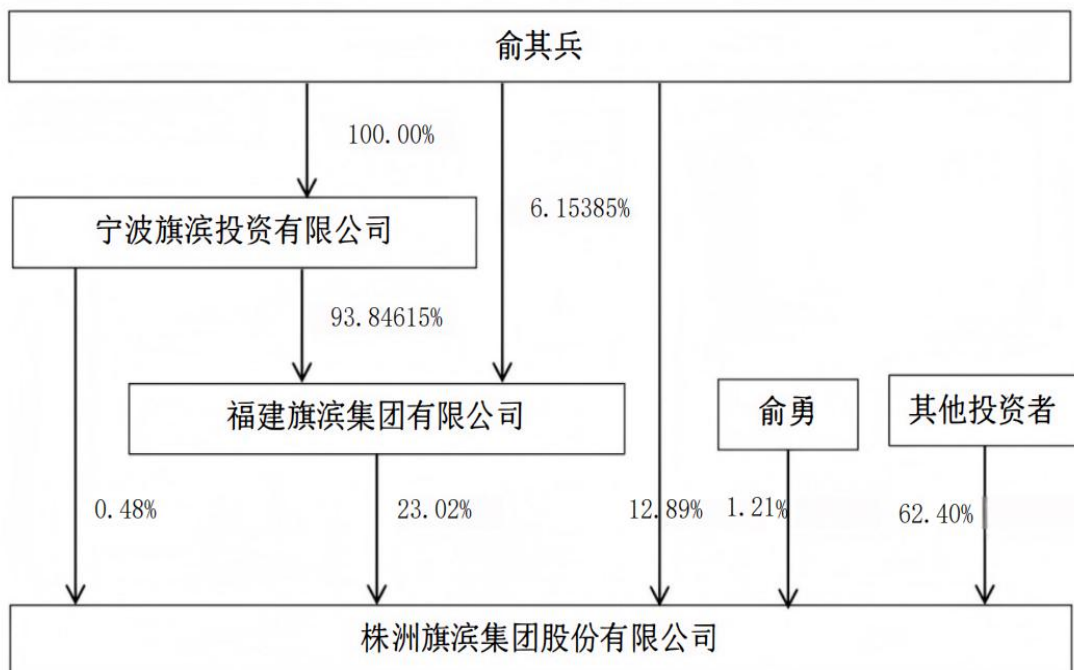 俞其兵
100.00%
6.15385%
宁波旗滨投资有限公司
93.84615%
福建旗滨集团有限公司
俞勇
其他投资者
0.48%
23.02%
12.89%
1.21%
62.40%
株洲旗滨集团股份有限公司